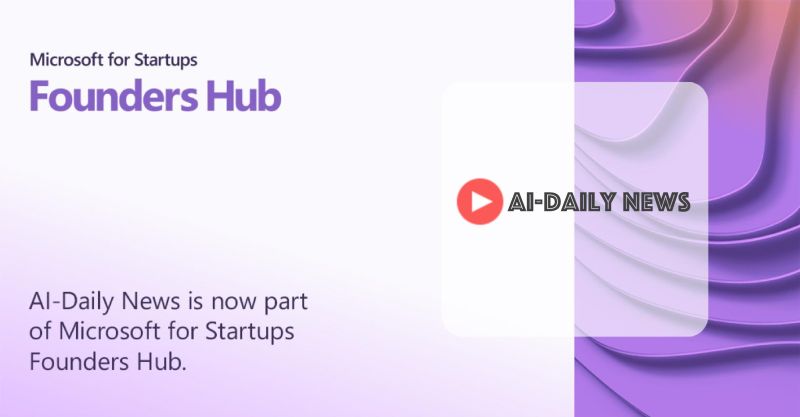 Microsoft for Startups
Founders Hub
AI-DAILY NEWS
AI-Daily News is now part
of Microsoft for Startups
Founders Hub.